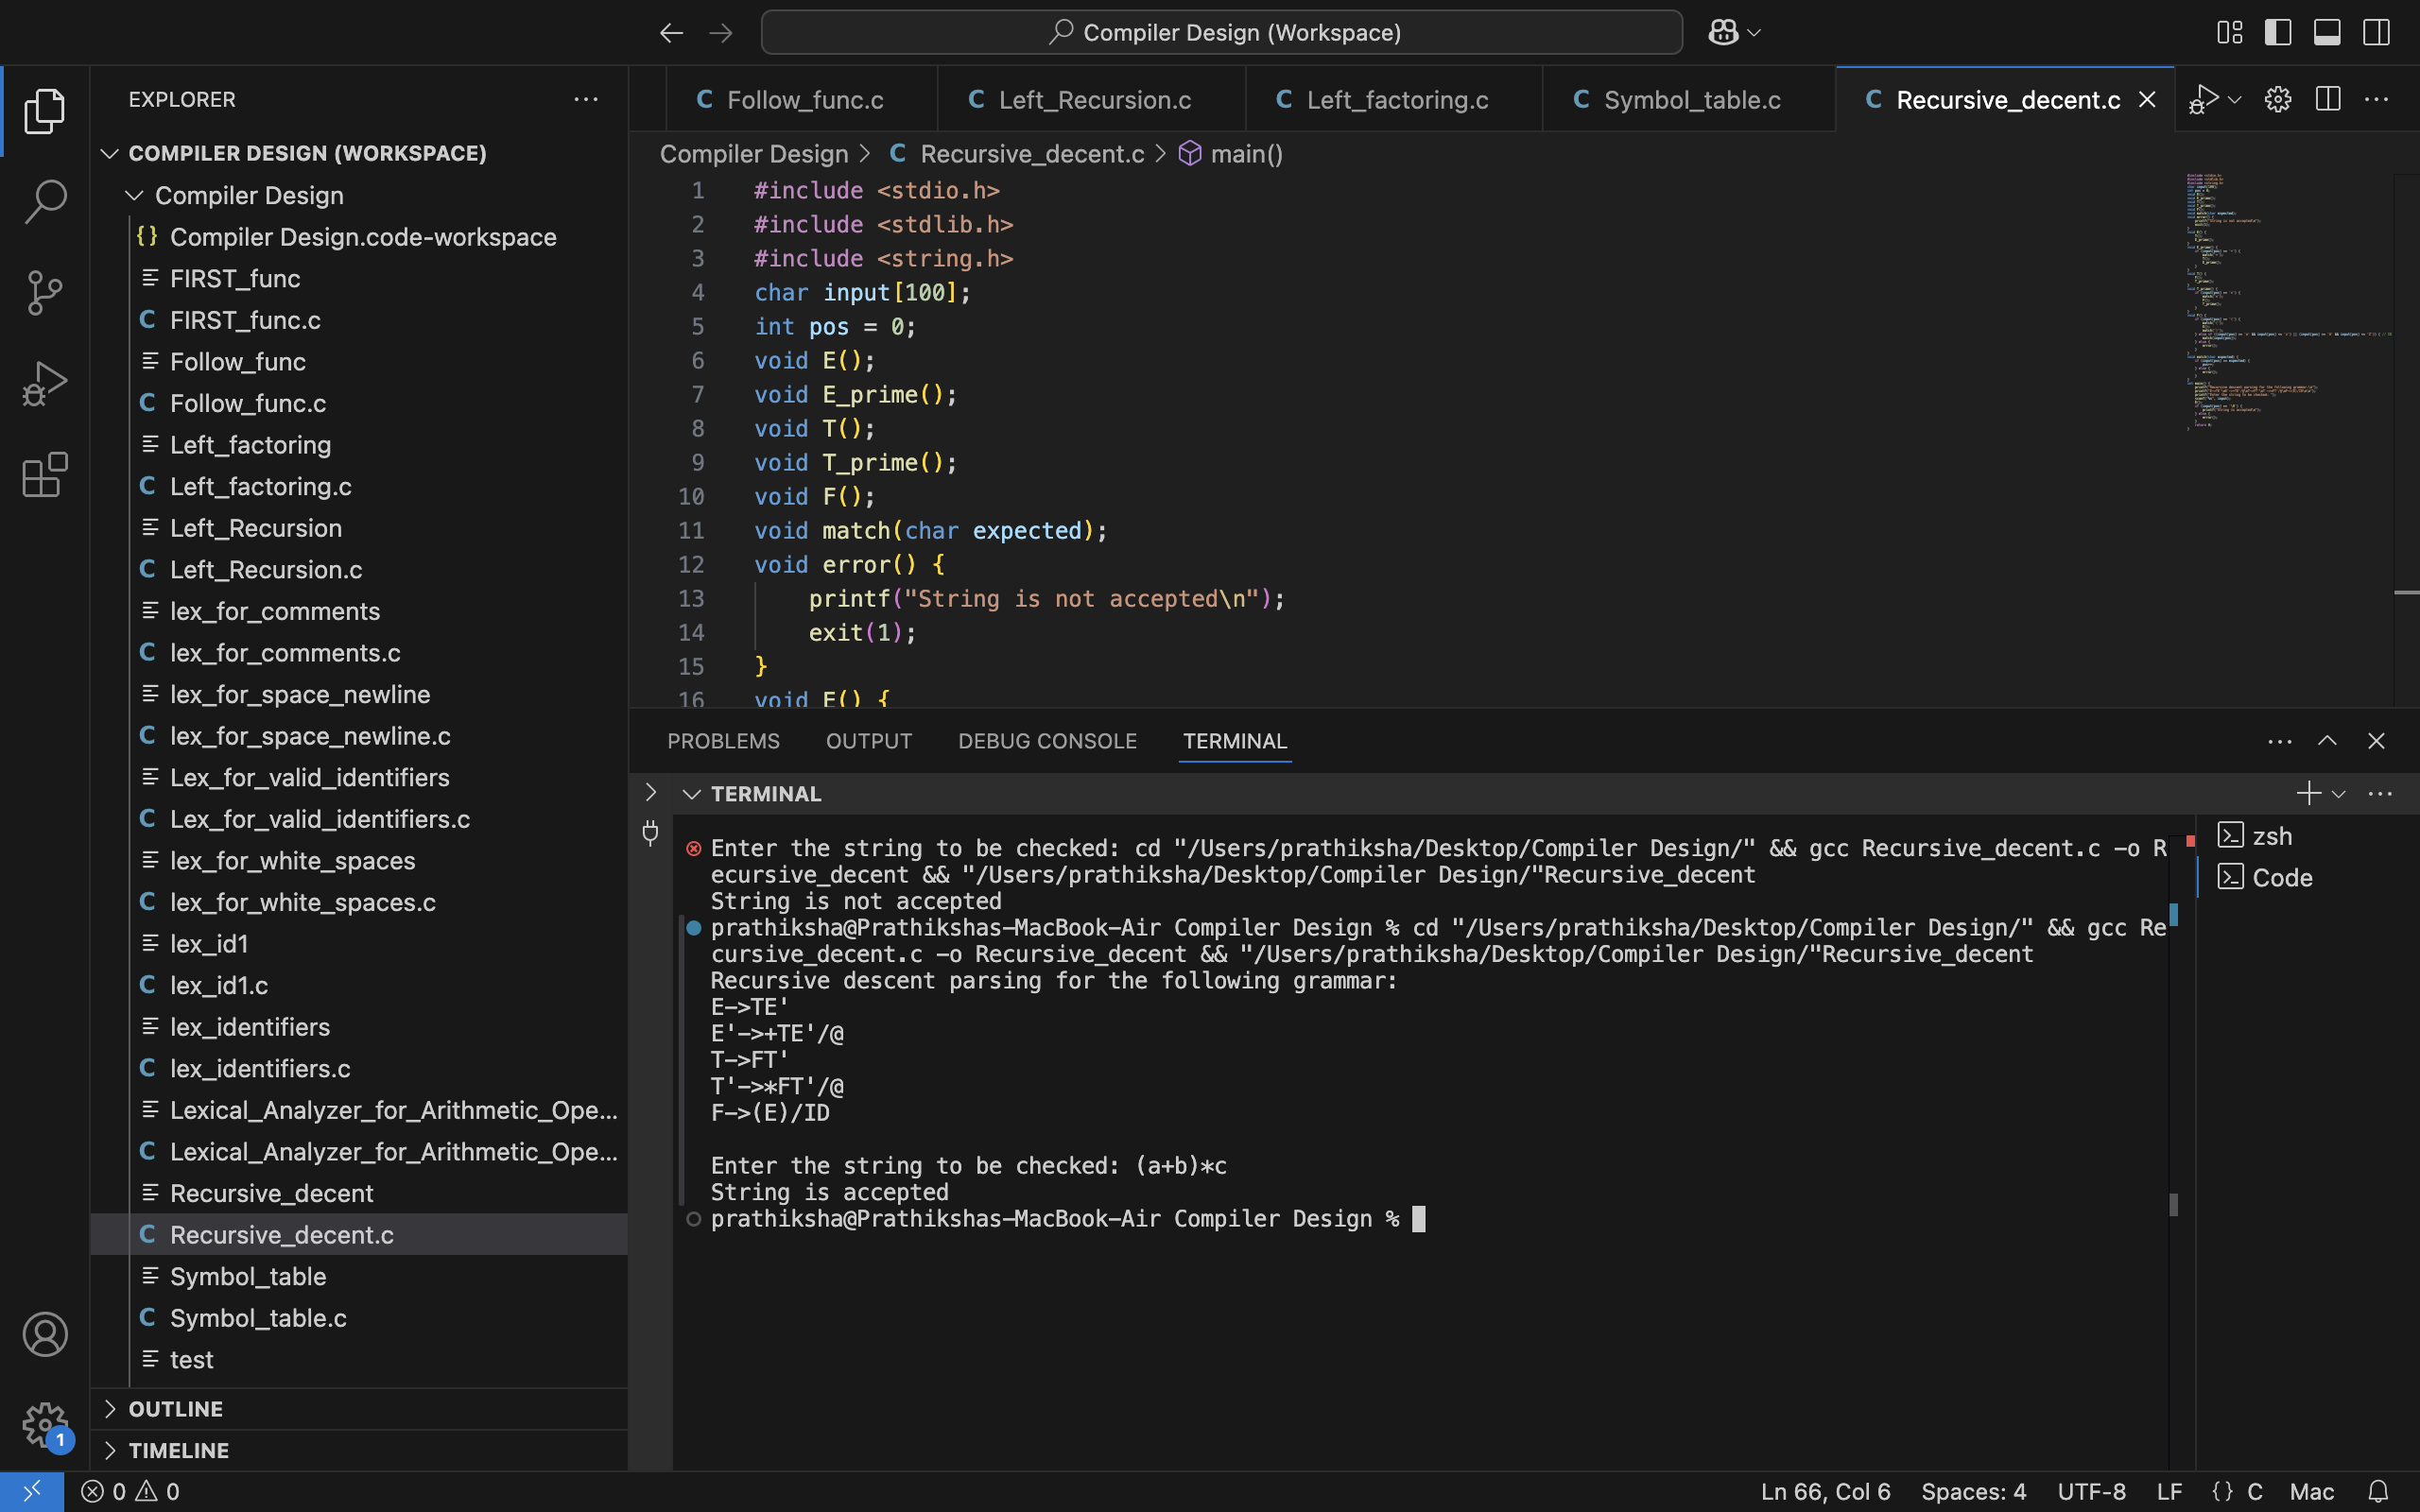 Compiler Design (Workspace)
EXPLORER
COMPILER DESIGN (WORKSPACE)
Compiler Design
{} Compiler Design.code-workspace
FIRST_func
C FIRST_func.c
Follow_func
C Follow_func.c
Left_factoring
C Left_factoring.c
Left_Recursion
C Left_Recursion.c
lex_for_comments
C lex_for_comments.c
lex_for_space_newline
C lex_for_space_newline.c
Lex_for_valid_identifiers
C Lex_for_valid_identifiers.c
lex_for_white_spaces
C lex_for_white_spaces.c
lex_id1
C lex_id1.c
lex_identifiers
C lex_identifiers.c
Lexical_Analyzer_for_Arithmetic_Ope...
C Lexical_Analyzer_for_Arithmetic_Ope...
Recursive_decent
C Recursive_decent.c
Symbol_table
C Symbol_table.c
test
OUTLINE
TIMELINE
1
C Follow_func.c
C Left_Recursion.c
C Left_factoring.c
C Symbol_table.c
C Recursive_decent.c
Compiler Design > C Recursive_decent.c > main()
1 #include <stdio.h>
2 #include <stdlib.h>
3 #include <string.h>
4 char input[100];
5 int pos = 0;
6 void E();
7 void E_prime();
8 void T();
9 void T_prime();
10 void F();
11 void match(char expected);
12 void error() {
13 printf("String is not accepted\n");
14 exit(1);
15 }
16 void E() {
PROBLEMS OUTPUT DEBUG CONSOLE TERMINAL
TERMINAL
Enter the string to be checked: cd "/Users/prathiksha/Desktop/Compiler Design/" && gcc Recursive_decent.c -o R
ecursive_decent && "/Users/prathiksha/Desktop/Compiler Design/"Recursive_decent
String is not accepted
prathiksha@Prathikshas-MacBook-Air Compiler Design % cd "/Users/prathiksha/Desktop/Compiler Design/" && gcc Re
cursive_decent.c -o Recursive_decent && "/Users/prathiksha/Desktop/Compiler Design/"Recursive_decent
Recursive descent parsing for the following grammar:
E->TE'
E'->+TE'/@
T->FT'
T'->*FT'/@
F->(E)/ID
Enter the string to be checked: (a+b)*c
String is accepted
prathiksha@Prathikshas-MacBook-Air Compiler Design %
zsh
Code
0 0
Ln 66, Col 6 Spaces: 4 UTF-8 LF {} C Mac